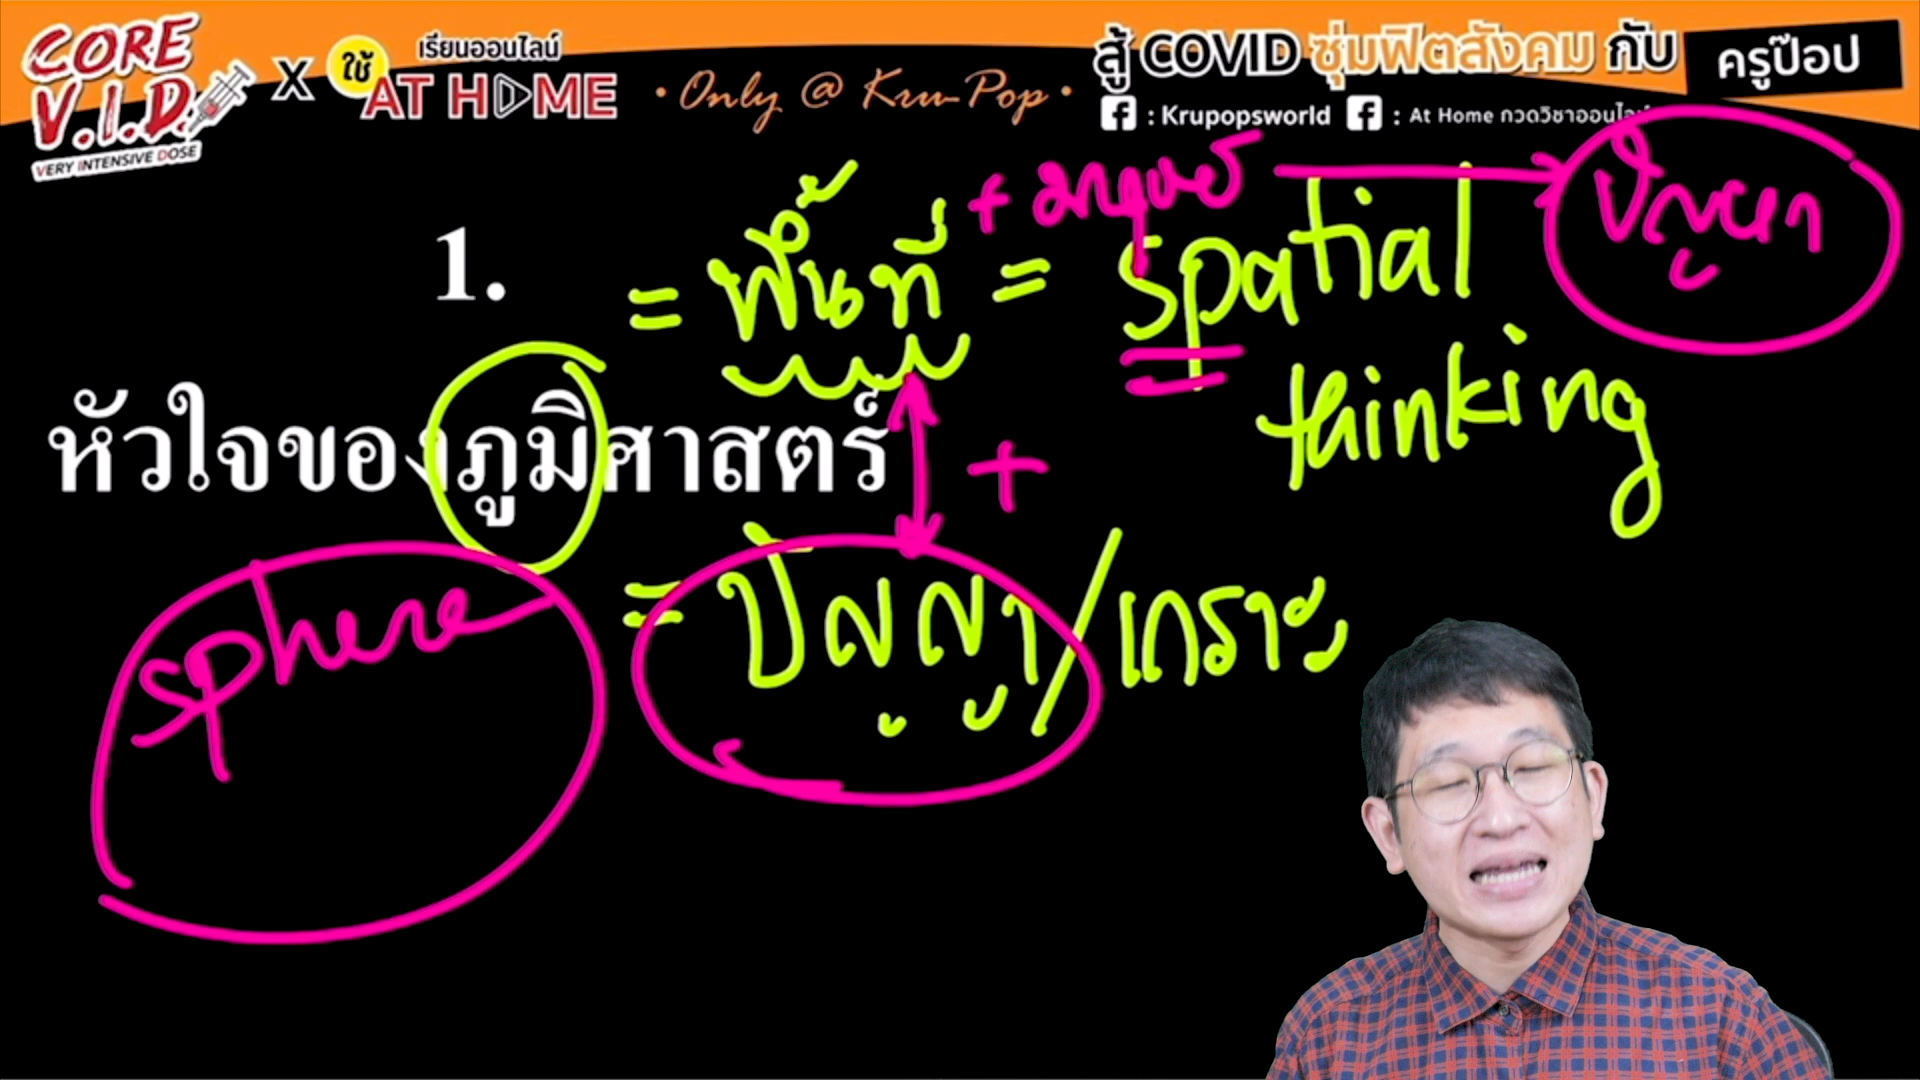 CORE
V.I.D.
VERY INTENSIVE DOSE
X
ใช้
เรียนออนไลน์
AT HOME
• Only @ Kru-Pop •
สู้ COVID ซุ่มฟิตสังคม กับ
ครูป๊อป
: Krupopsworld
: At Home กวดวิชาออนไลน์
1.
= พื้นที่ = spatial
+ มนุษย์
ปัญหา
thinking
หัวใจของภูมิศาสตร์
+
sphere
= ปัญญา/เกราะ